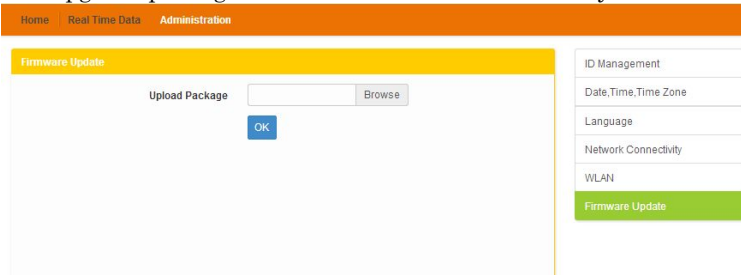 Home Real Time Data Administration
Firmware Update
Upload Package Browse
OK
ID Management
Date,Time,Time Zone
Language
Network Connectivity
WLAN
Firmware Update